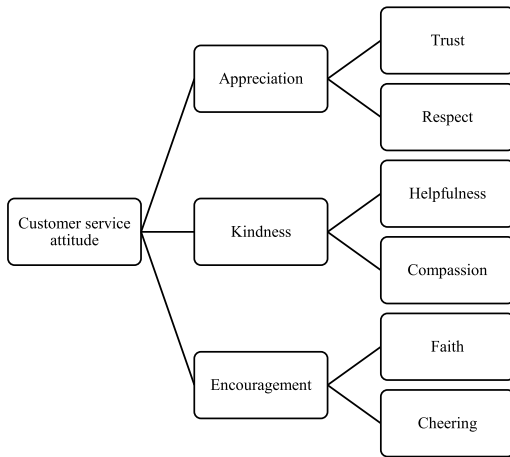 Customer service
attitude
Appreciation
Trust
Respect
Kindness
Helpfulness
Compassion
Encouragement
Faith
Cheering